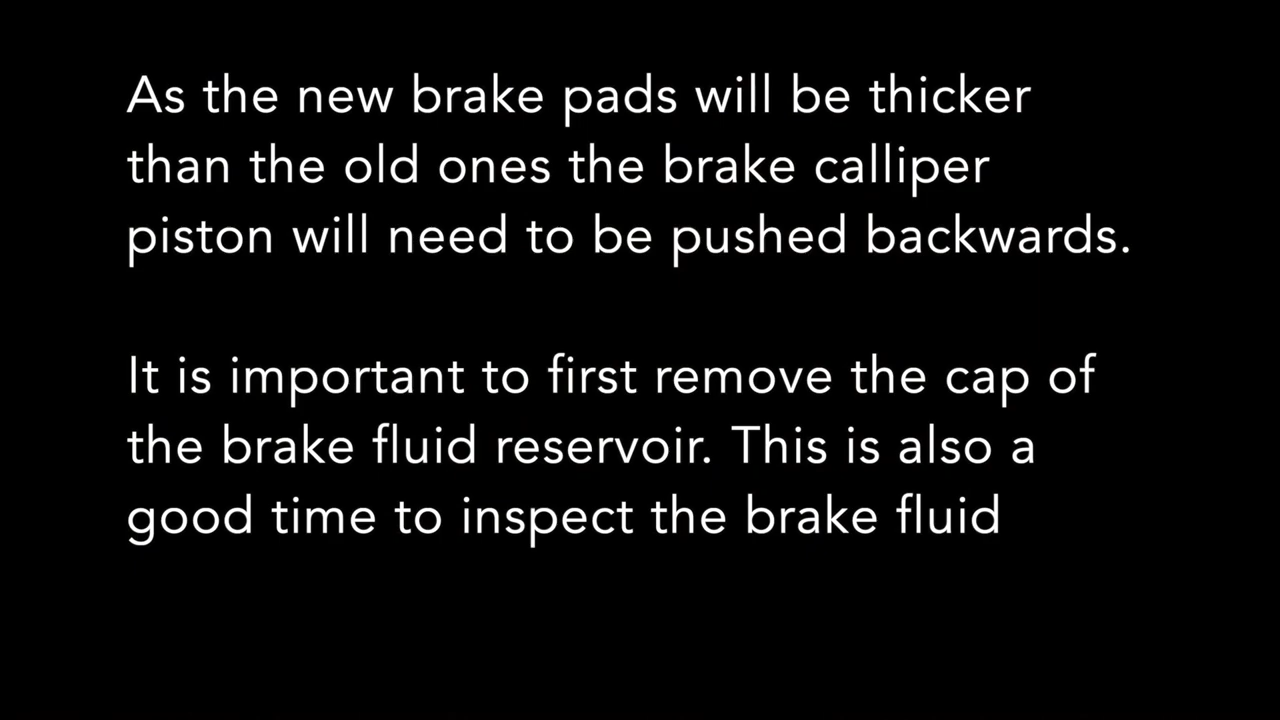 As the new brake pads will be thicker
than the old ones the brake calliper
piston will need to be pushed backwards.
It is important to first remove the cap of
the brake fluid reservoir. This is also a
good time to inspect the brake fluid